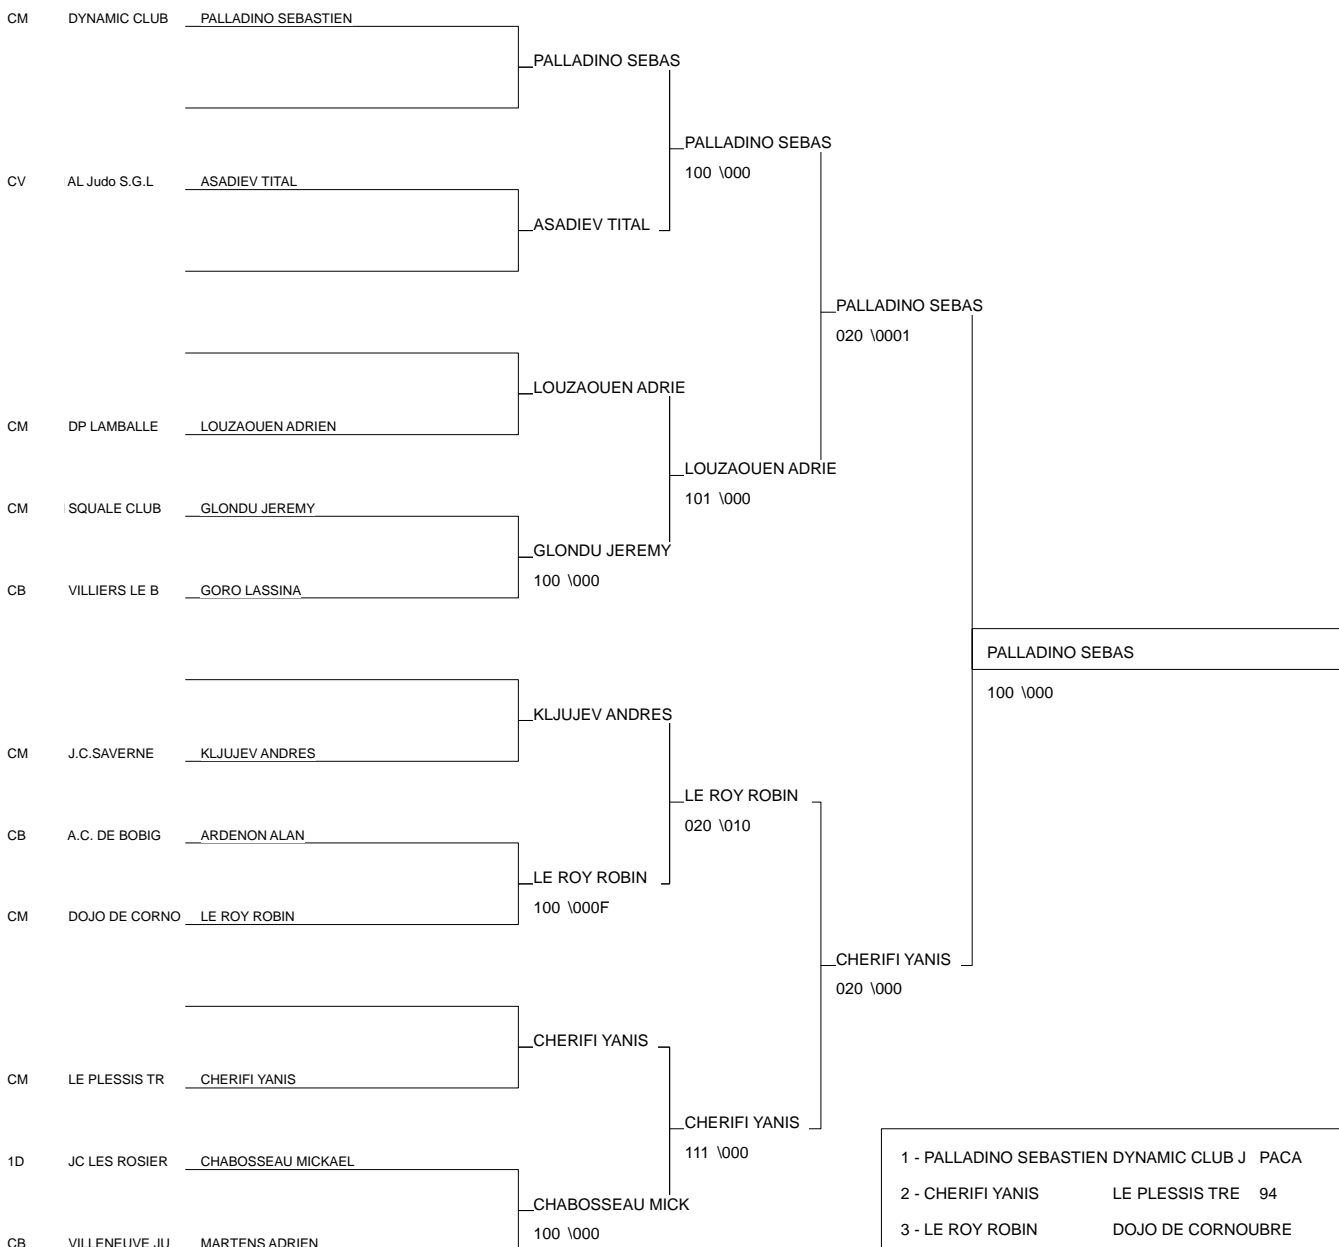 CM DYNAMIC CLUB PALLADINO SEBASTIEN
PALLADINO SEBAS
PALLADINO SEBAS
100 \000
CV AL Judo S.G.L ASADIEV TITAL
ASADIEV TITAL
PALLADINO SEBAS
020 \0001
LOUZAOUEN ADRIE
CM DP LAMBALLE LOUZAOUEN ADRIEN
LOUZAOUEN ADRIE
101 \000
CM SQUALE CLUB GLONDU JEREMY
GLONDU JEREMY
100 \000
CB VILLIERS LE B GORO LASSINA
PALLADINO SEBAS
100 \000
KLJUJEV ANDRES
CM J.C.SAVERNE KLJUJEV ANDRES
LE ROY ROBIN
020 \010
CB A.C. DE BOBIG ARDENON ALAN
LE ROY ROBIN
100 \000F
CM DOJO DE CORNO LE ROY ROBIN
CHERIFI YANIS
020 \000
CHERIFI YANIS
CM LE PLESSIS TR CHERIFI YANIS
CHERIFI YANIS
111 \000
1D JC LES ROSIER CHABOSSEAU MICKAEL
CHABOSSEAU MICK
100 \000
CB VILLENEUVE JU MARTENS ADRIEN
1 - PALLADINO SEBASTIEN DYNAMIC CLUB J PACA
2 - CHERIFI YANIS LE PLESSIS TRE 94
3 - LE ROY ROBIN DOJO DE CORNOUBRE